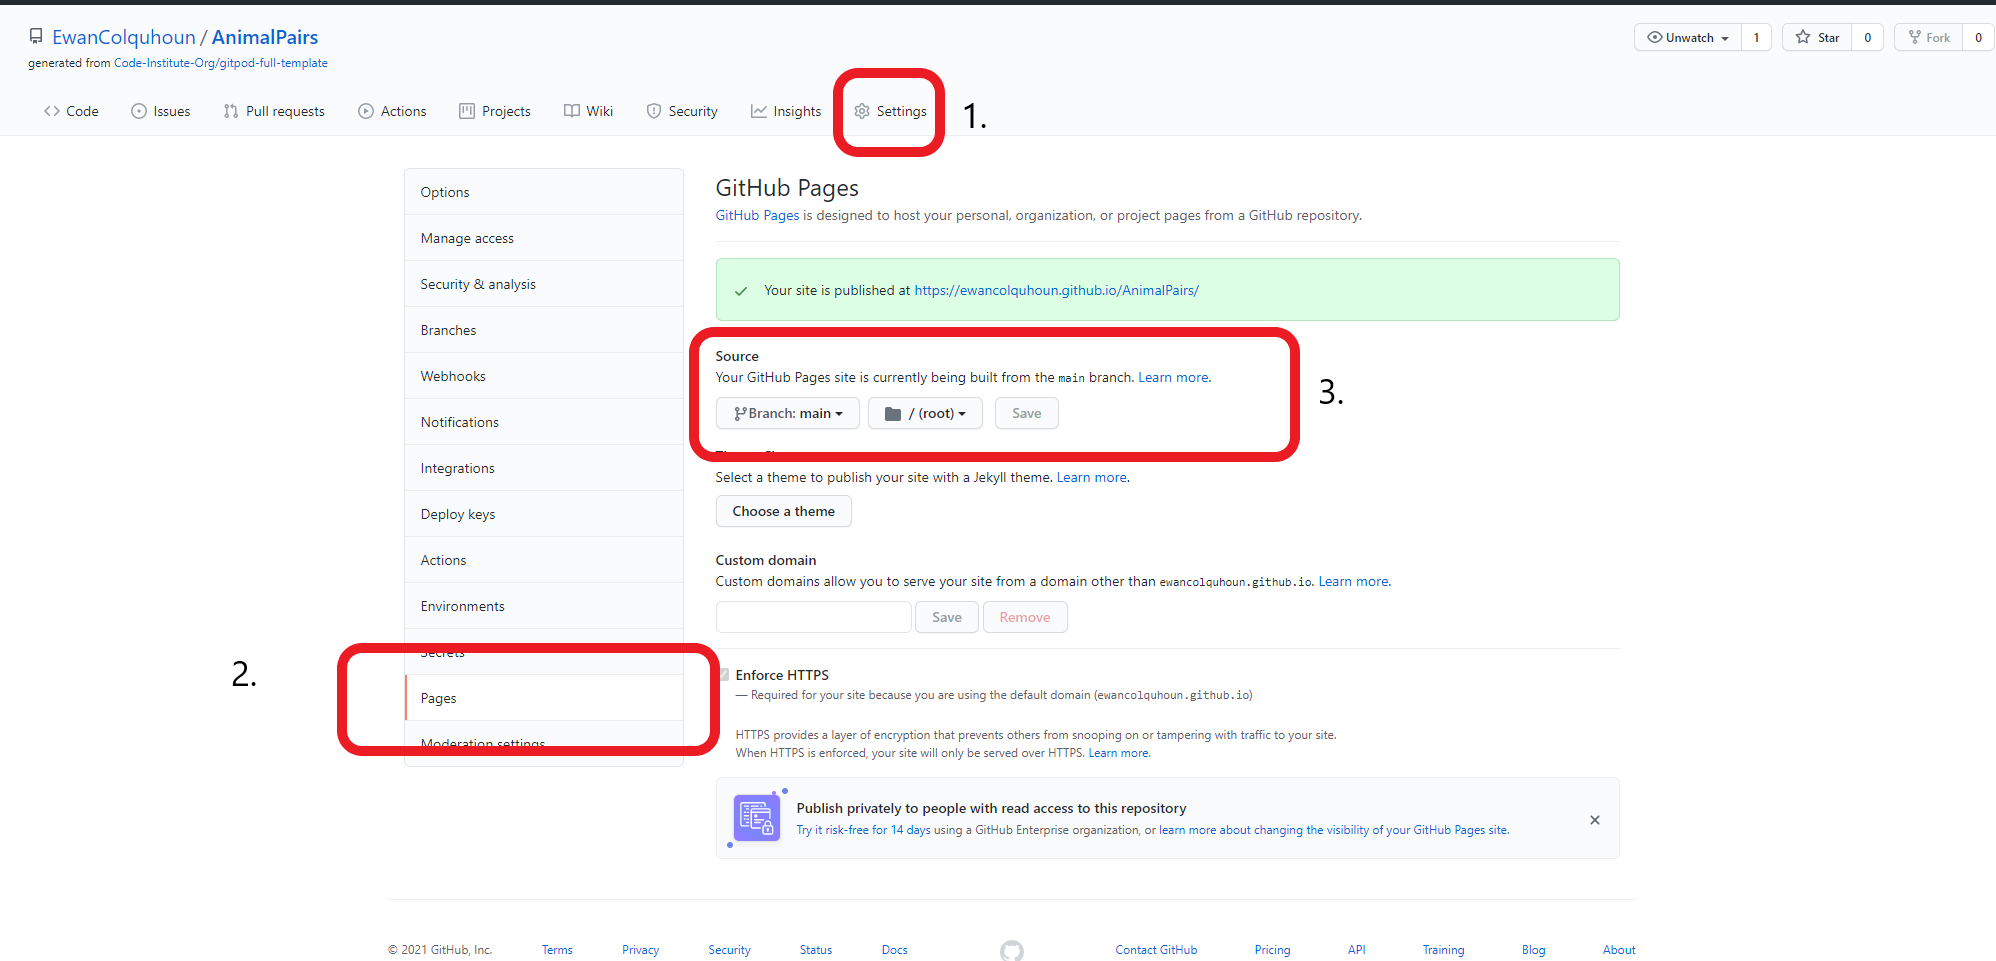 EwanColquhoun / AnimalPairs
Unwatch 1 Star 0 Fork 0
generated from Code-Institute-Org/gitpod-full-template
Code Issues Pull requests Actions Projects Wiki Security Insights Settings 1.
Options
Manage access
Security & analysis
Branches
Webhooks
Notifications
Integrations
Deploy keys
Actions
Environments
Secrets
2.
Pages
Moderation settings
GitHub Pages
GitHub Pages is designed to host your personal, organization, or project pages from a GitHub repository.
Your site is published at https://ewancolquhoun.github.io/AnimalPairs/
Source
Your GitHub Pages site is currently being built from the main branch. Learn more.
3.
Branch: main / (root) Save
Select a theme to publish your site with a Jekyll theme. Learn more.
Choose a theme
Custom domain
Custom domains allow you to serve your site from a domain other than ewancolquhoun.github.io. Learn more.
Save Remove
Enforce HTTPS
— Required for your site because you are using the default domain (ewancolquhoun.github.io)
HTTPS provides a layer of encryption that prevents others from snooping on or tampering with traffic to your site.
When HTTPS is enforced, your site will only be served over HTTPS. Learn more.
Publish privately to people with read access to this repository
Try it risk-free for 14 days using a GitHub Enterprise organization, or learn more about changing the visibility of your GitHub Pages site.
© 2021 GitHub, Inc. Terms Privacy Security Status Docs Contact GitHub Pricing API Training Blog About